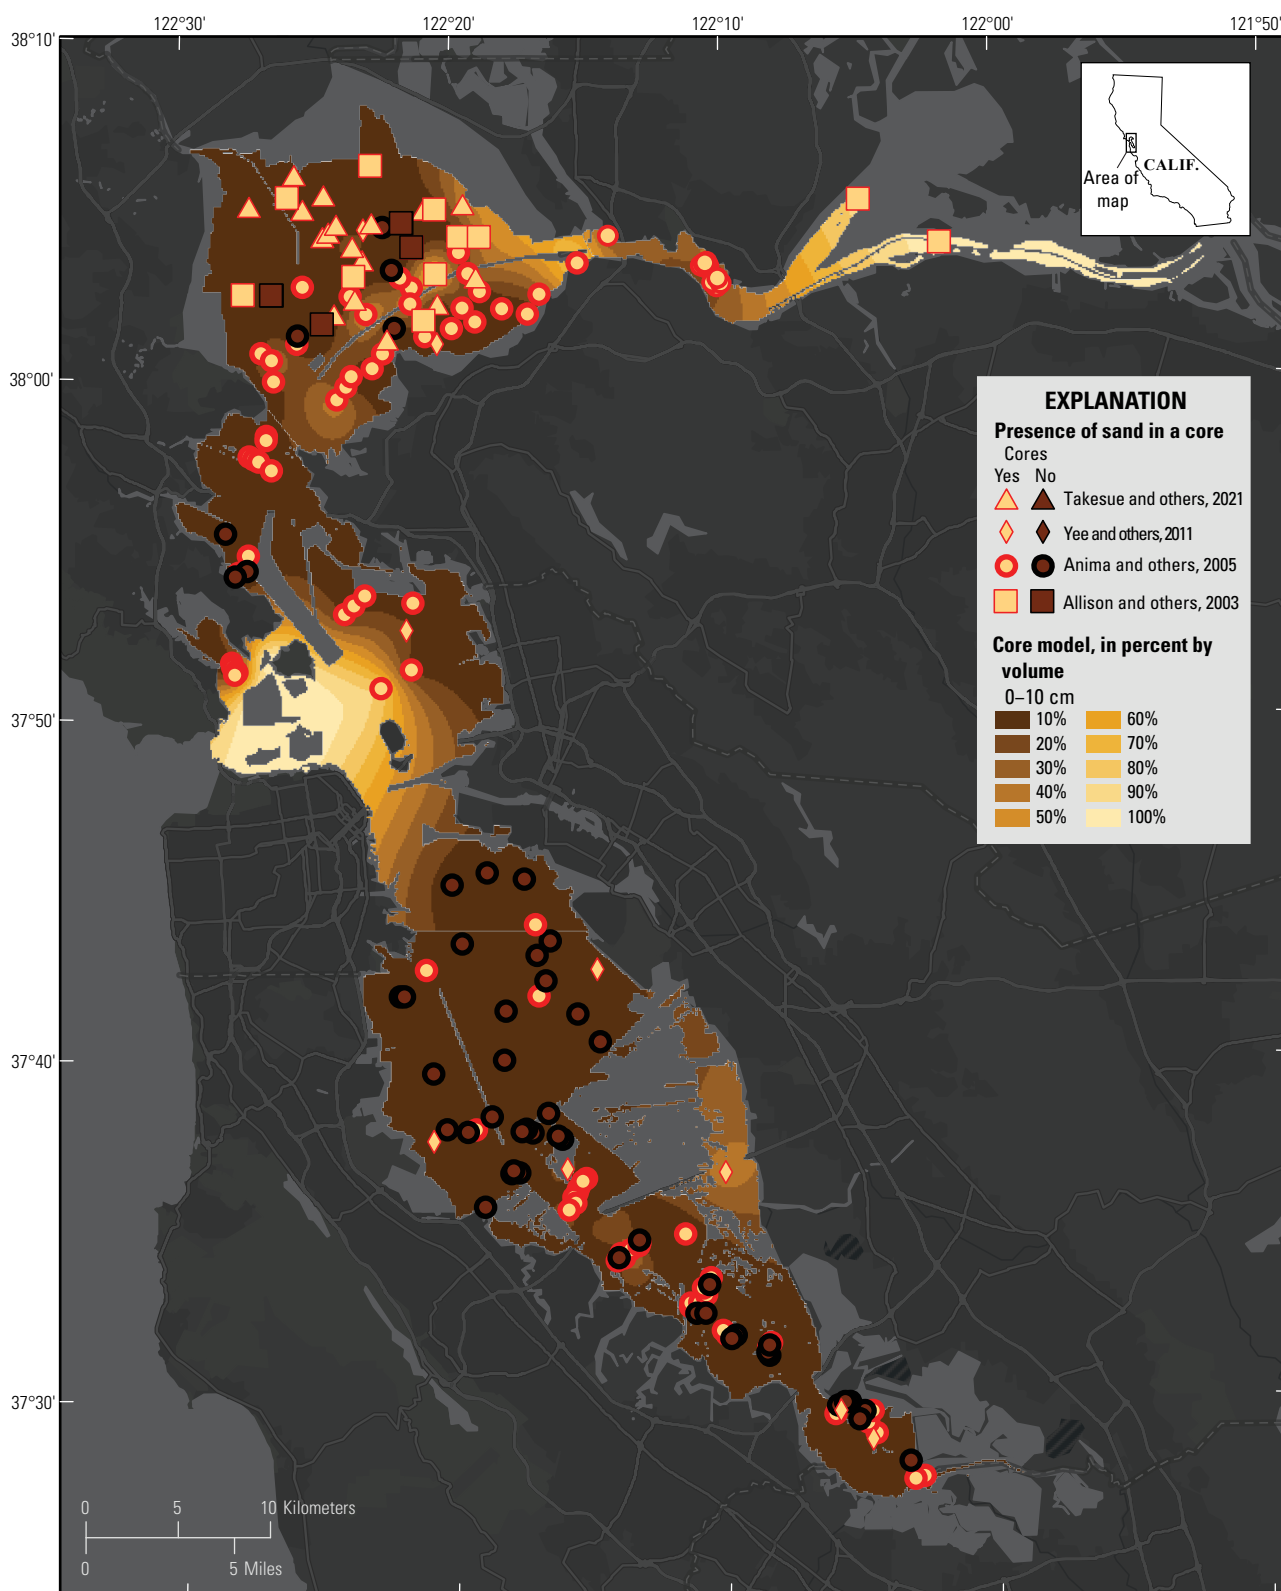 122°30' 122°20' 122°10' 122°00' 121°50'
38°10'
CALIF.
Area of
map
38°00'
EXPLANATION
Presence of sand in a core
Cores
Yes No
Takesue and others, 2021
Yee and others, 2011
Anima and others, 2005
Allison and others, 2003
Core model, in percent by
volume
0–10 cm
10% 60%
20% 70%
30% 80%
40% 90%
50% 100%
37°50'
37°40'
37°30'
0 5 10 Kilometers
0 5 Miles